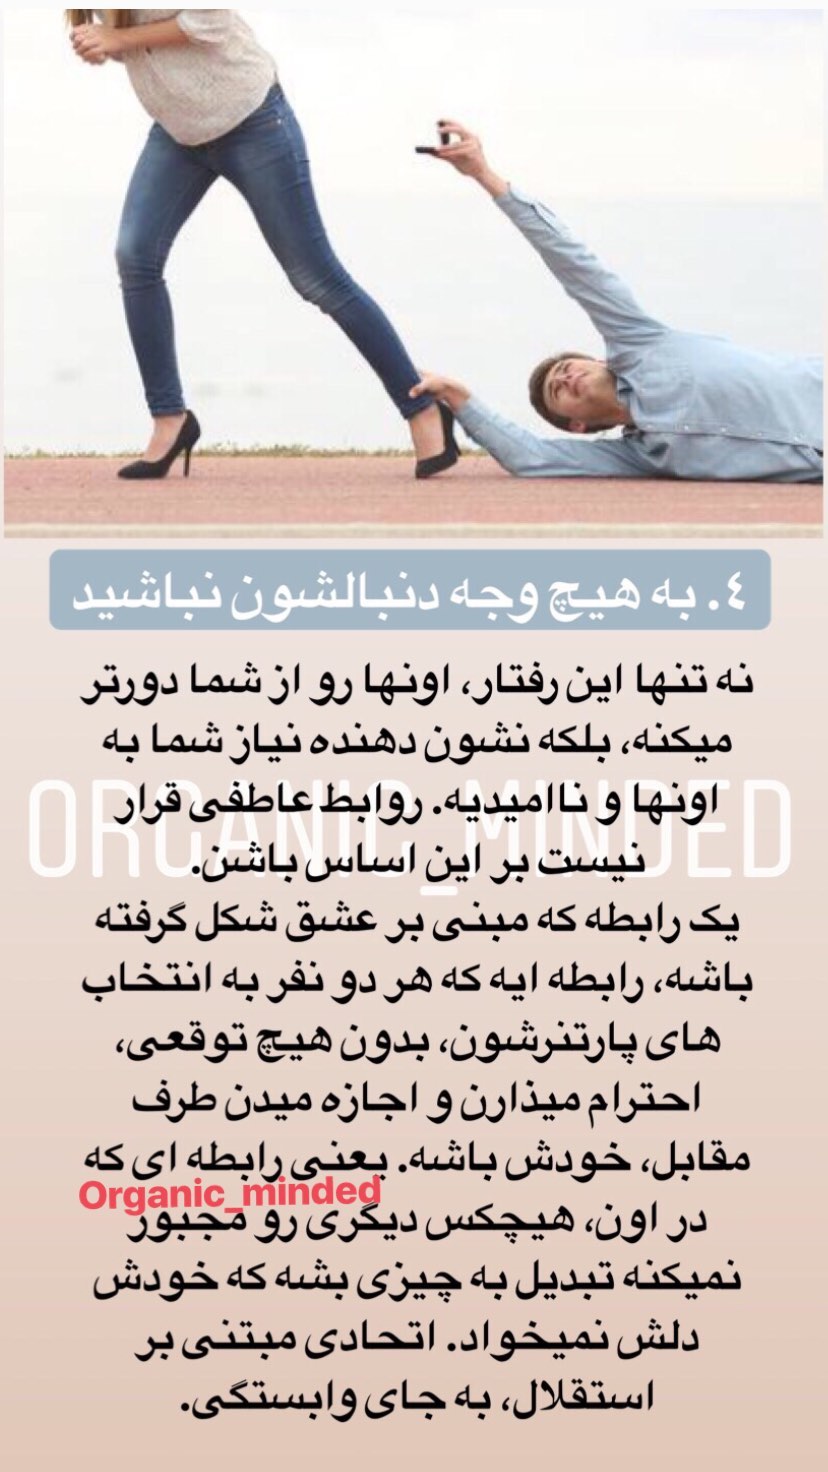 ٤. به هیچ وجه دنبالشون نباشید
نه تنها این رفتار، اونها رو از شما دورتر
میکنه، بلکه نشون دهنده نیاز شما به
اونها و ناامیدیه. روابط عاطفی قرار
ORGANIC_MINDED
نیست بر این اساس باشن.
یک رابطه که مبنی بر عشق شکل گرفته
باشه، رابطه ایه که هر دو نفر به انتخاب
های پارتنرشون، بدون هیچ توقعی،
احترام میذارن و اجازه میدن طرف
مقابل، خودش باشه. یعنی رابطه ای که
Organic_minded
در اون، هیچکس دیگری رو مجبور
نمیکنه تبدیل به چیزی بشه که خودش
دلش نمیخواد. اتحادی مبتنی بر
استقلال، به جای وابستگی.